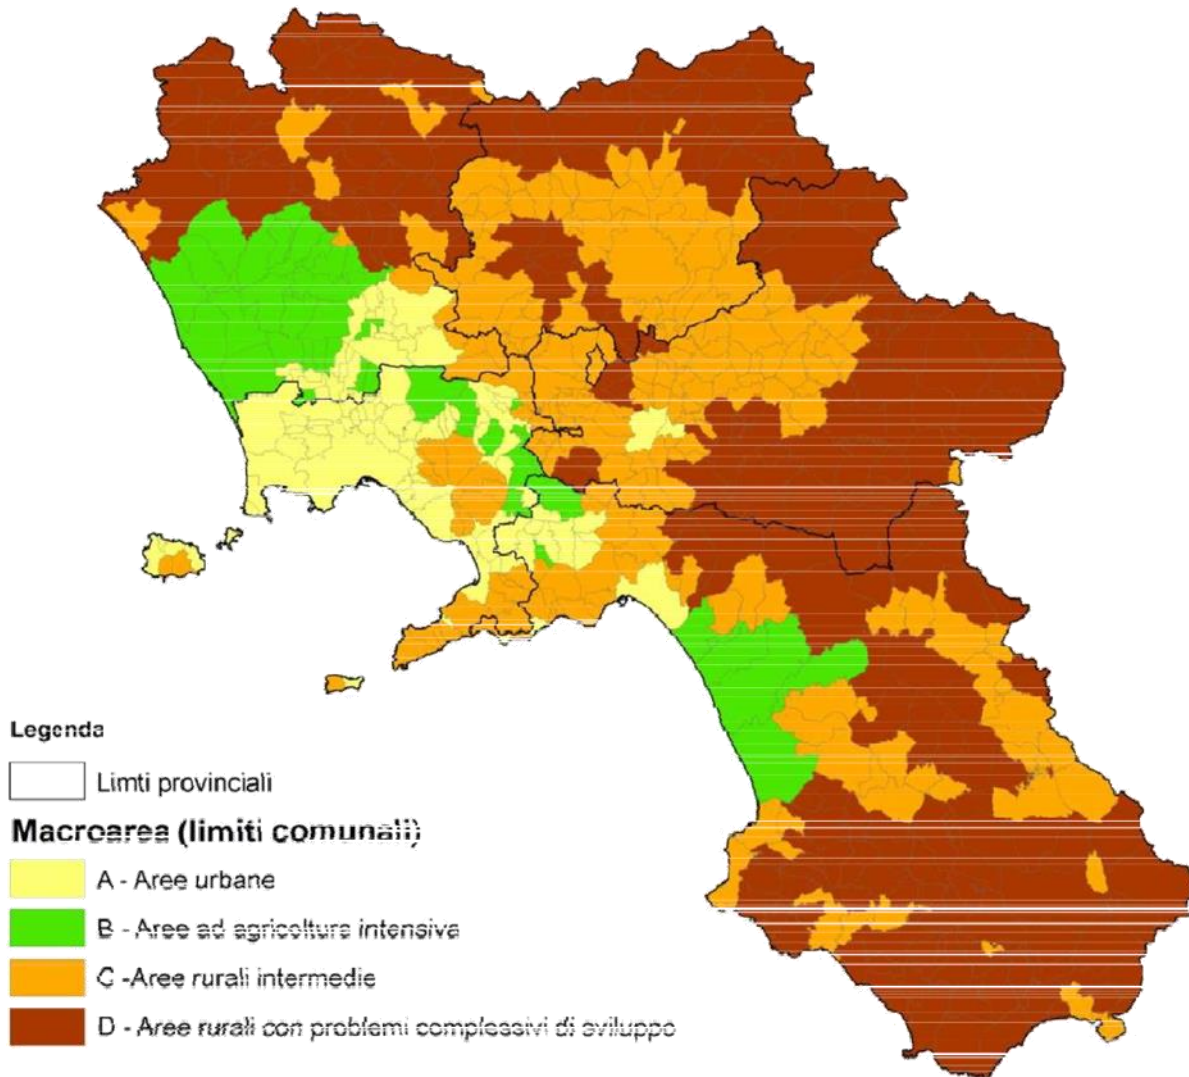 Legenda
Limti provinciali
Macroarea (limiti comunali)
A - Aree urbane
B - Aree ad agricoltura intensiva
C -Aree rurali intermedie
D - Aree rurali con problemi complessivi di sviluppo